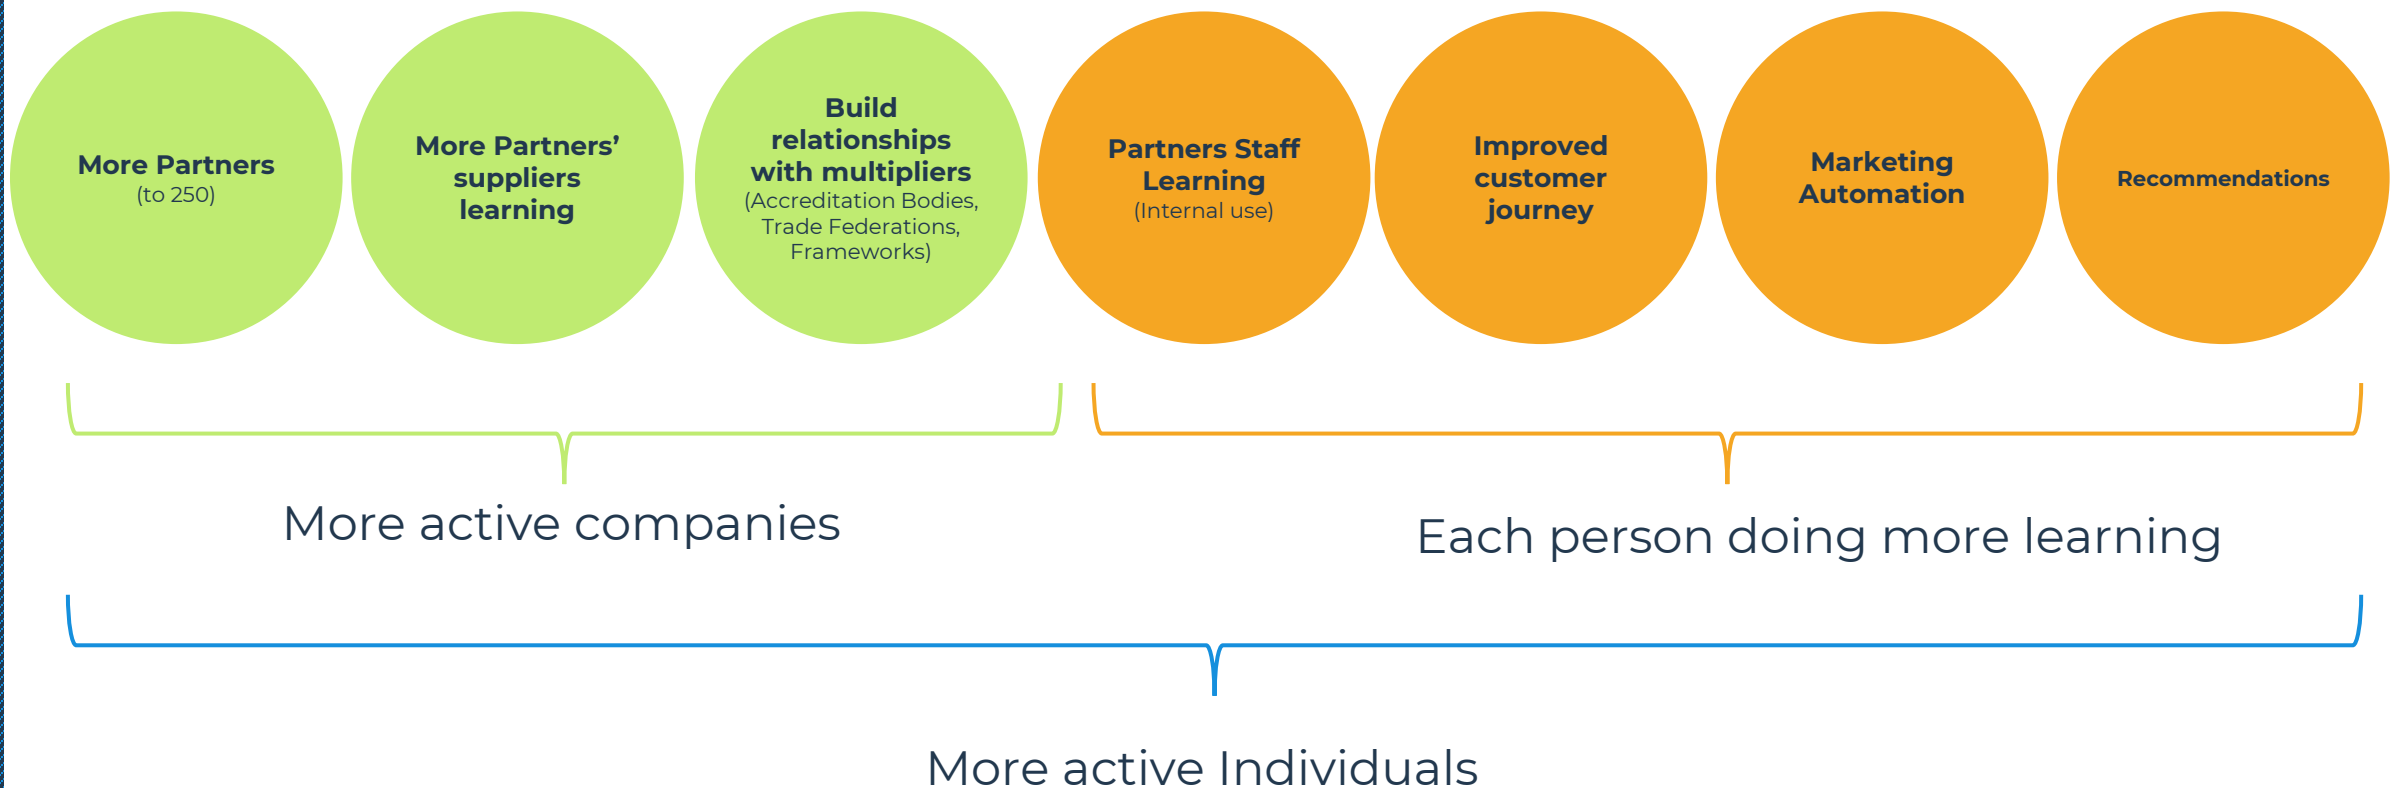 More Partners
(to 250)
More Partners’
suppliers
learning
Build
relationships
with multipliers
(Accreditation Bodies,
Trade Federations,
Frameworks)
Partners Staff
Learning
(Internal use)
Improved
customer
journey
Marketing
Automation
Recommendations
More active companies
Each person doing more learning
More active Individuals